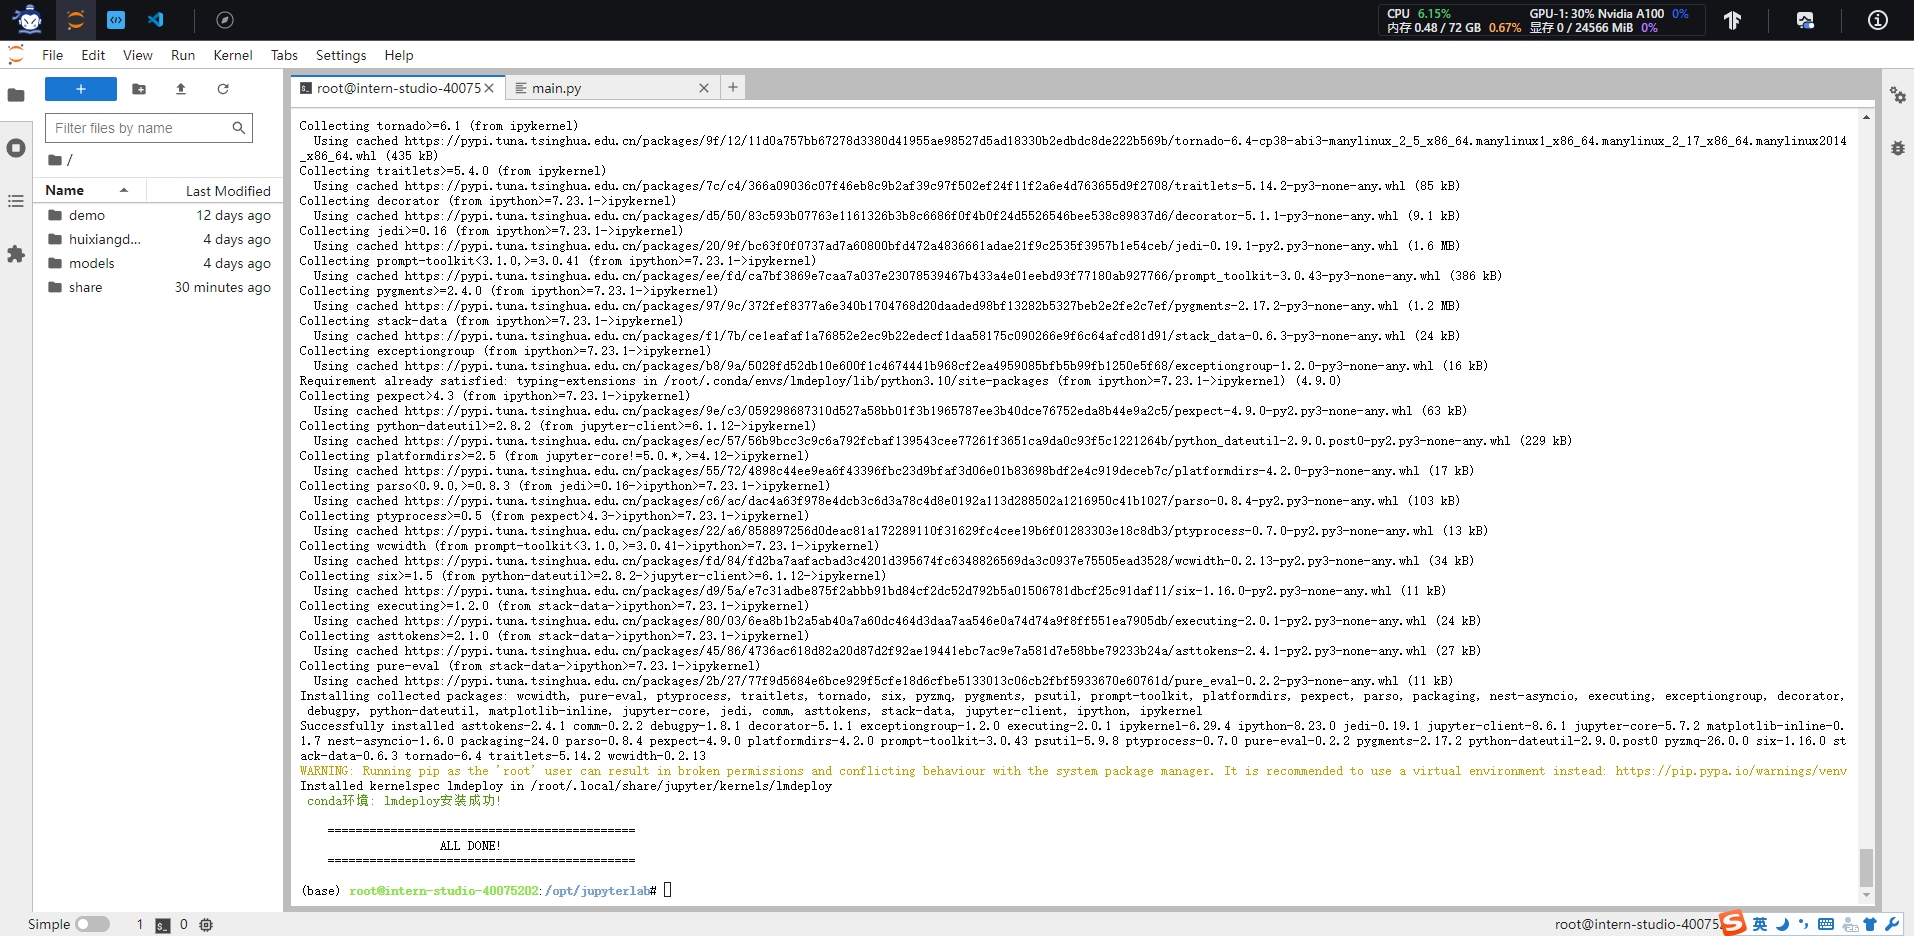 CPU 6.15% GPU-1: 30% Nvidia A100 0%
内存 0.48 / 72 GB 0.67% 显存 0 / 24566 MiB 0%
File Edit View Run Kernel Tabs Settings Help
root@intern-studio-40075 main.py
Filter files by name
/
Name Last Modified
demo 12 days ago
huixiangd... 4 days ago
models 4 days ago
share 30 minutes ago
Collecting tornado>=6.1 (from ipykernel)
Using cached https://pypi.tuna.tsinghua.edu.cn/packages/9f/12/11d0a757bb67278d3380d41955ae98527d5ad18330b2edbdc8de222b569b/tornado-6.4-cp38-abi3-manylinux_2_5_x86_64.manylinux1_x86_64.manylinux_2_17_x86_64.manylinux2014
_x86_64.whl (435 kB)
Collecting traitlets>=5.4.0 (from ipykernel)
Using cached https://pypi.tuna.tsinghua.edu.cn/packages/7c/c4/366a09036c07f46eb8c9b2af39c97f502ef24f11f2a6e4d763655d9f2708/traitlets-5.14.2-py3-none-any.whl (85 kB)
Collecting decorator (from ipython>=7.23.1->ipykernel)
Using cached https://pypi.tuna.tsinghua.edu.cn/packages/d5/50/83c593b07763e1161326b3b8c6686f0f4b0f24d5526546bee538c89837d6/decorator-5.1.1-py3-none-any.whl (9.1 kB)
Collecting jedi>=0.16 (from ipython>=7.23.1->ipykernel)
Using cached https://pypi.tuna.tsinghua.edu.cn/packages/20/9f/bc63f0f0737ad7a60800bfd472a4836661adae21f9c2535f3957b1e54ceb/jedi-0.19.1-py2.py3-none-any.whl (1.6 MB)
Collecting prompt-toolkit<3.1.0,>=3.0.41 (from ipython>=7.23.1->ipykernel)
Using cached https://pypi.tuna.tsinghua.edu.cn/packages/ee/fd/ca7bf3869e7caa7a037e23078539467b433a4e01eebd93f77180ab927766/prompt_toolkit-3.0.43-py3-none-any.whl (386 kB)
Collecting pygments>=2.4.0 (from ipython>=7.23.1->ipykernel)
Using cached https://pypi.tuna.tsinghua.edu.cn/packages/97/9c/372fef8377a6e340b1704768d20daaded98bf13282b5327beb2e2fe2c7ef/pygments-2.17.2-py3-none-any.whl (1.2 MB)
Collecting stack-data (from ipython>=7.23.1->ipykernel)
Using cached https://pypi.tuna.tsinghua.edu.cn/packages/f1/7b/ce1eafaf1a76852e2ec9b22edecf1daa58175c090266e9f6c64afcd81d91/stack_data-0.6.3-py3-none-any.whl (24 kB)
Collecting exceptiongroup (from ipython>=7.23.1->ipykernel)
Using cached https://pypi.tuna.tsinghua.edu.cn/packages/b8/9a/5028fd52db10e600f1c4674441b968cf2ea4959085bfb5b99fb1250e5f68/exceptiongroup-1.2.0-py3-none-any.whl (16 kB)
Requirement already satisfied: typing-extensions in /root/.conda/envs/lmdeploy/lib/python3.10/site-packages (from ipython>=7.23.1->ipykernel) (4.9.0)
Collecting pexpect>4.3 (from ipython>=7.23.1->ipykernel)
Using cached https://pypi.tuna.tsinghua.edu.cn/packages/9e/c3/059298687310d527a58bb01f3b1965787ee3b40dce76752eda8b44e9a2c5/pexpect-4.9.0-py2.py3-none-any.whl (63 kB)
Collecting python-dateutil>=2.8.2 (from jupyter-client>=6.1.12->ipykernel)
Using cached https://pypi.tuna.tsinghua.edu.cn/packages/ec/57/56b9bcc3c9c6a792fcbaf139543cee77261f3651ca9da0c93f5c1221264b/python_dateutil-2.9.0.post0-py2.py3-none-any.whl (229 kB)
Collecting platformdirs>=2.5 (from jupyter-core!=5.0.*,>=4.12->ipykernel)
Using cached https://pypi.tuna.tsinghua.edu.cn/packages/55/72/4898c44ee9ea6f43396fbc23d9bfaf3d06e01b83698bdf2e4c919deceb7c/platformdirs-4.2.0-py3-none-any.whl (17 kB)
Collecting parso<0.9.0,>=0.8.3 (from jedi>=0.16->ipython>=7.23.1->ipykernel)
Using cached https://pypi.tuna.tsinghua.edu.cn/packages/c6/ac/dac4a63f978e4dcb3c6d3a78c4d8e0192a113d288502a1216950c41b1027/parso-0.8.4-py2.py3-none-any.whl (103 kB)
Collecting ptyprocess>=0.5 (from pexpect>4.3->ipython>=7.23.1->ipykernel)
Using cached https://pypi.tuna.tsinghua.edu.cn/packages/22/a6/858897256d0deac81a172289110f31629fc4cee19b6f01283303e18c8db3/ptyprocess-0.7.0-py2.py3-none-any.whl (13 kB)
Collecting wcwidth (from prompt-toolkit<3.1.0,>=3.0.41->ipython>=7.23.1->ipykernel)
Using cached https://pypi.tuna.tsinghua.edu.cn/packages/fd/84/fd2ba7aafacbad3c4201d395674fc6348826569da3c0937e75505ead3528/wcwidth-0.2.13-py2.py3-none-any.whl (34 kB)
Collecting six>=1.5 (from python-dateutil>=2.8.2->jupyter-client>=6.1.12->ipykernel)
Using cached https://pypi.tuna.tsinghua.edu.cn/packages/d9/5a/e7c31adbe875f2abbb91bd84cf2dc52d792b5a01506781dbcf25c91daf11/six-1.16.0-py2.py3-none-any.whl (11 kB)
Collecting executing>=1.2.0 (from stack-data->ipython>=7.23.1->ipykernel)
Using cached https://pypi.tuna.tsinghua.edu.cn/packages/80/03/6ea8b1b2a5ab40a7a60dc464d3daa7aa546e0a74d74a9f8ff551ea7905db/executing-2.0.1-py2.py3-none-any.whl (24 kB)
Collecting asttokens>=2.1.0 (from stack-data->ipython>=7.23.1->ipykernel)
Using cached https://pypi.tuna.tsinghua.edu.cn/packages/45/86/4736ac618d82a20d87d2f92ae19441ebc7ac9e7a581d7e58bbe79233b24a/asttokens-2.4.1-py2.py3-none-any.whl (27 kB)
Collecting pure-eval (from stack-data->ipython>=7.23.1->ipykernel)
Using cached https://pypi.tuna.tsinghua.edu.cn/packages/2b/27/77f9d5684e6bce929f5cfe18d6cfbe5133013c06cb2fbf5933670e60761d/pure_eval-0.2.2-py3-none-any.whl (11 kB)
Installing collected packages: wcwidth, pure-eval, ptyprocess, traitlets, tornado, six, pyzmq, pygments, psutil, prompt-toolkit, platformdirs, pexpect, parso, packaging, nest-asyncio, executing, exceptiongroup, decorator,
debugpy, python-dateutil, matplotlib-inline, jupyter-core, jedi, comm, asttokens, stack-data, jupyter-client, ipython, ipykernel
Successfully installed asttokens-2.4.1 comm-0.2.2 debugpy-1.8.1 decorator-5.1.1 exceptiongroup-1.2.0 executing-2.0.1 ipykernel-6.29.4 ipython-8.23.0 jedi-0.19.1 jupyter-client-8.6.1 jupyter-core-5.7.2 matplotlib-inline-0.
1.7 nest-asyncio-1.6.0 packaging-24.0 parso-0.8.4 pexpect-4.9.0 platformdirs-4.2.0 prompt-toolkit-3.0.43 psutil-5.9.8 ptyprocess-0.7.0 pure-eval-0.2.2 pygments-2.17.2 python-dateutil-2.9.0.post0 pyzmq-26.0.0 six-1.16.0 st
ack-data-0.6.3 tornado-6.4 traitlets-5.14.2 wcwidth-0.2.13
WARNING: Running pip as the 'root' user can result in broken permissions and conflicting behaviour with the system package manager. It is recommended to use a virtual environment instead: https://pip.pypa.io/warnings/venv
Installed kernelspec lmdeploy in /root/.local/share/jupyter/kernels/lmdeploy
conda环境: lmdeploy安装成功!
============================================
ALL DONE!
============================================
(base) root@intern-studio-40075202:/opt/jupyterlab#
Simple 1 0 root@intern-studio-40075 英